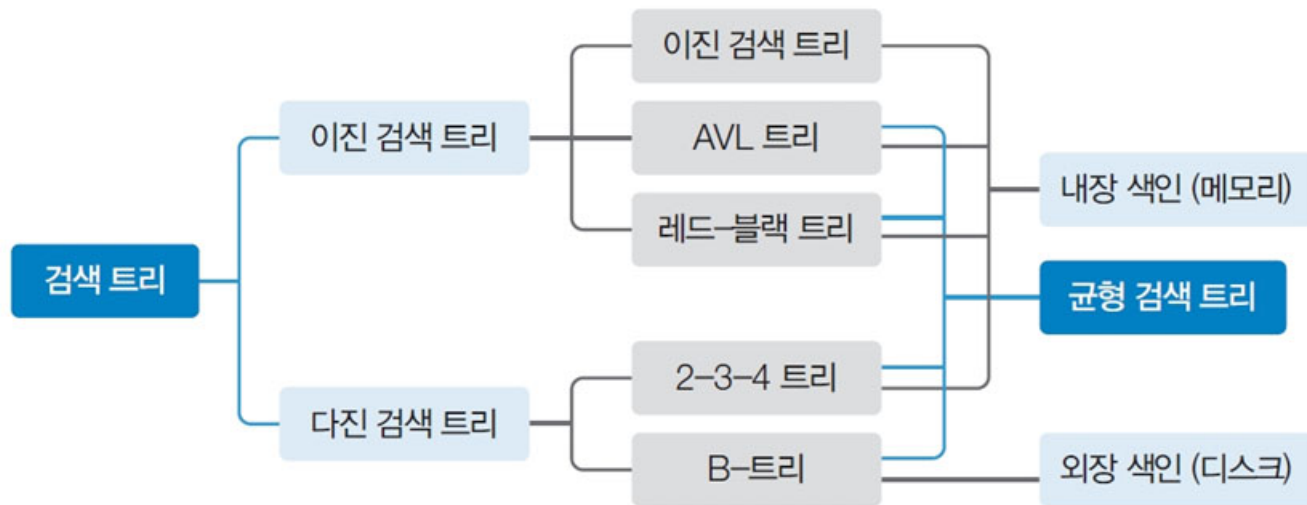 검색 트리
이진 검색 트리
다진 검색 트리
이진 검색 트리
AVL 트리
레드-블랙 트리
2-3-4 트리
B-트리
내장 색인 (메모리)
균형 검색 트리
외장 색인 (디스크)